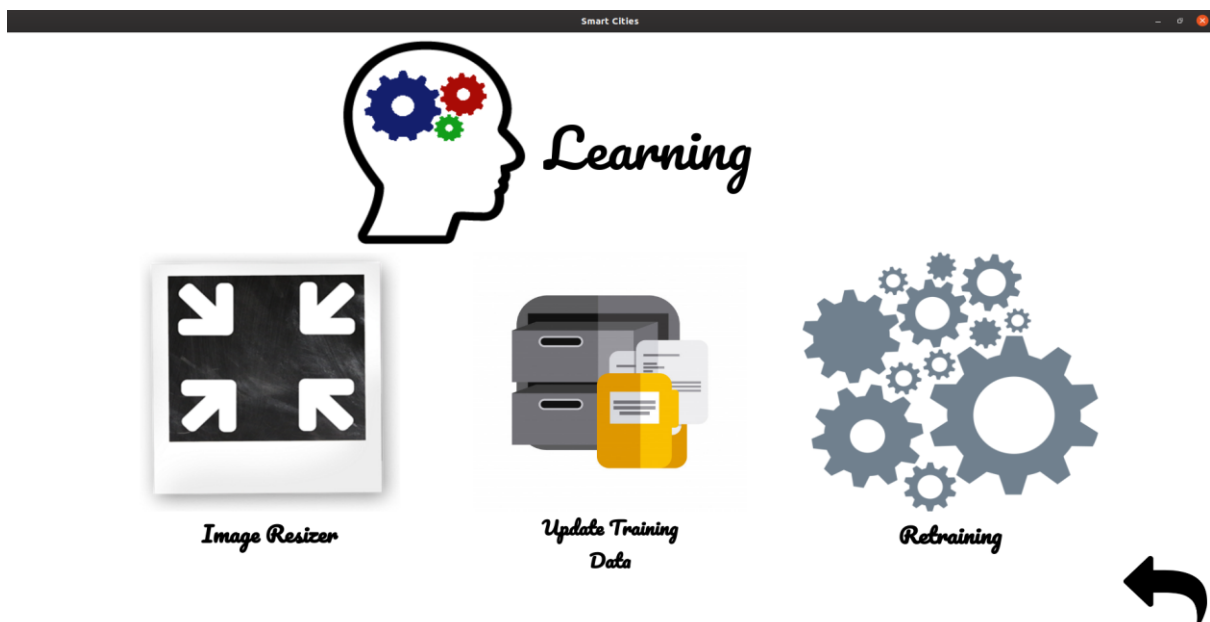 Smart Cities
Learning
Image Resizer
Update Training
Data
Retraining